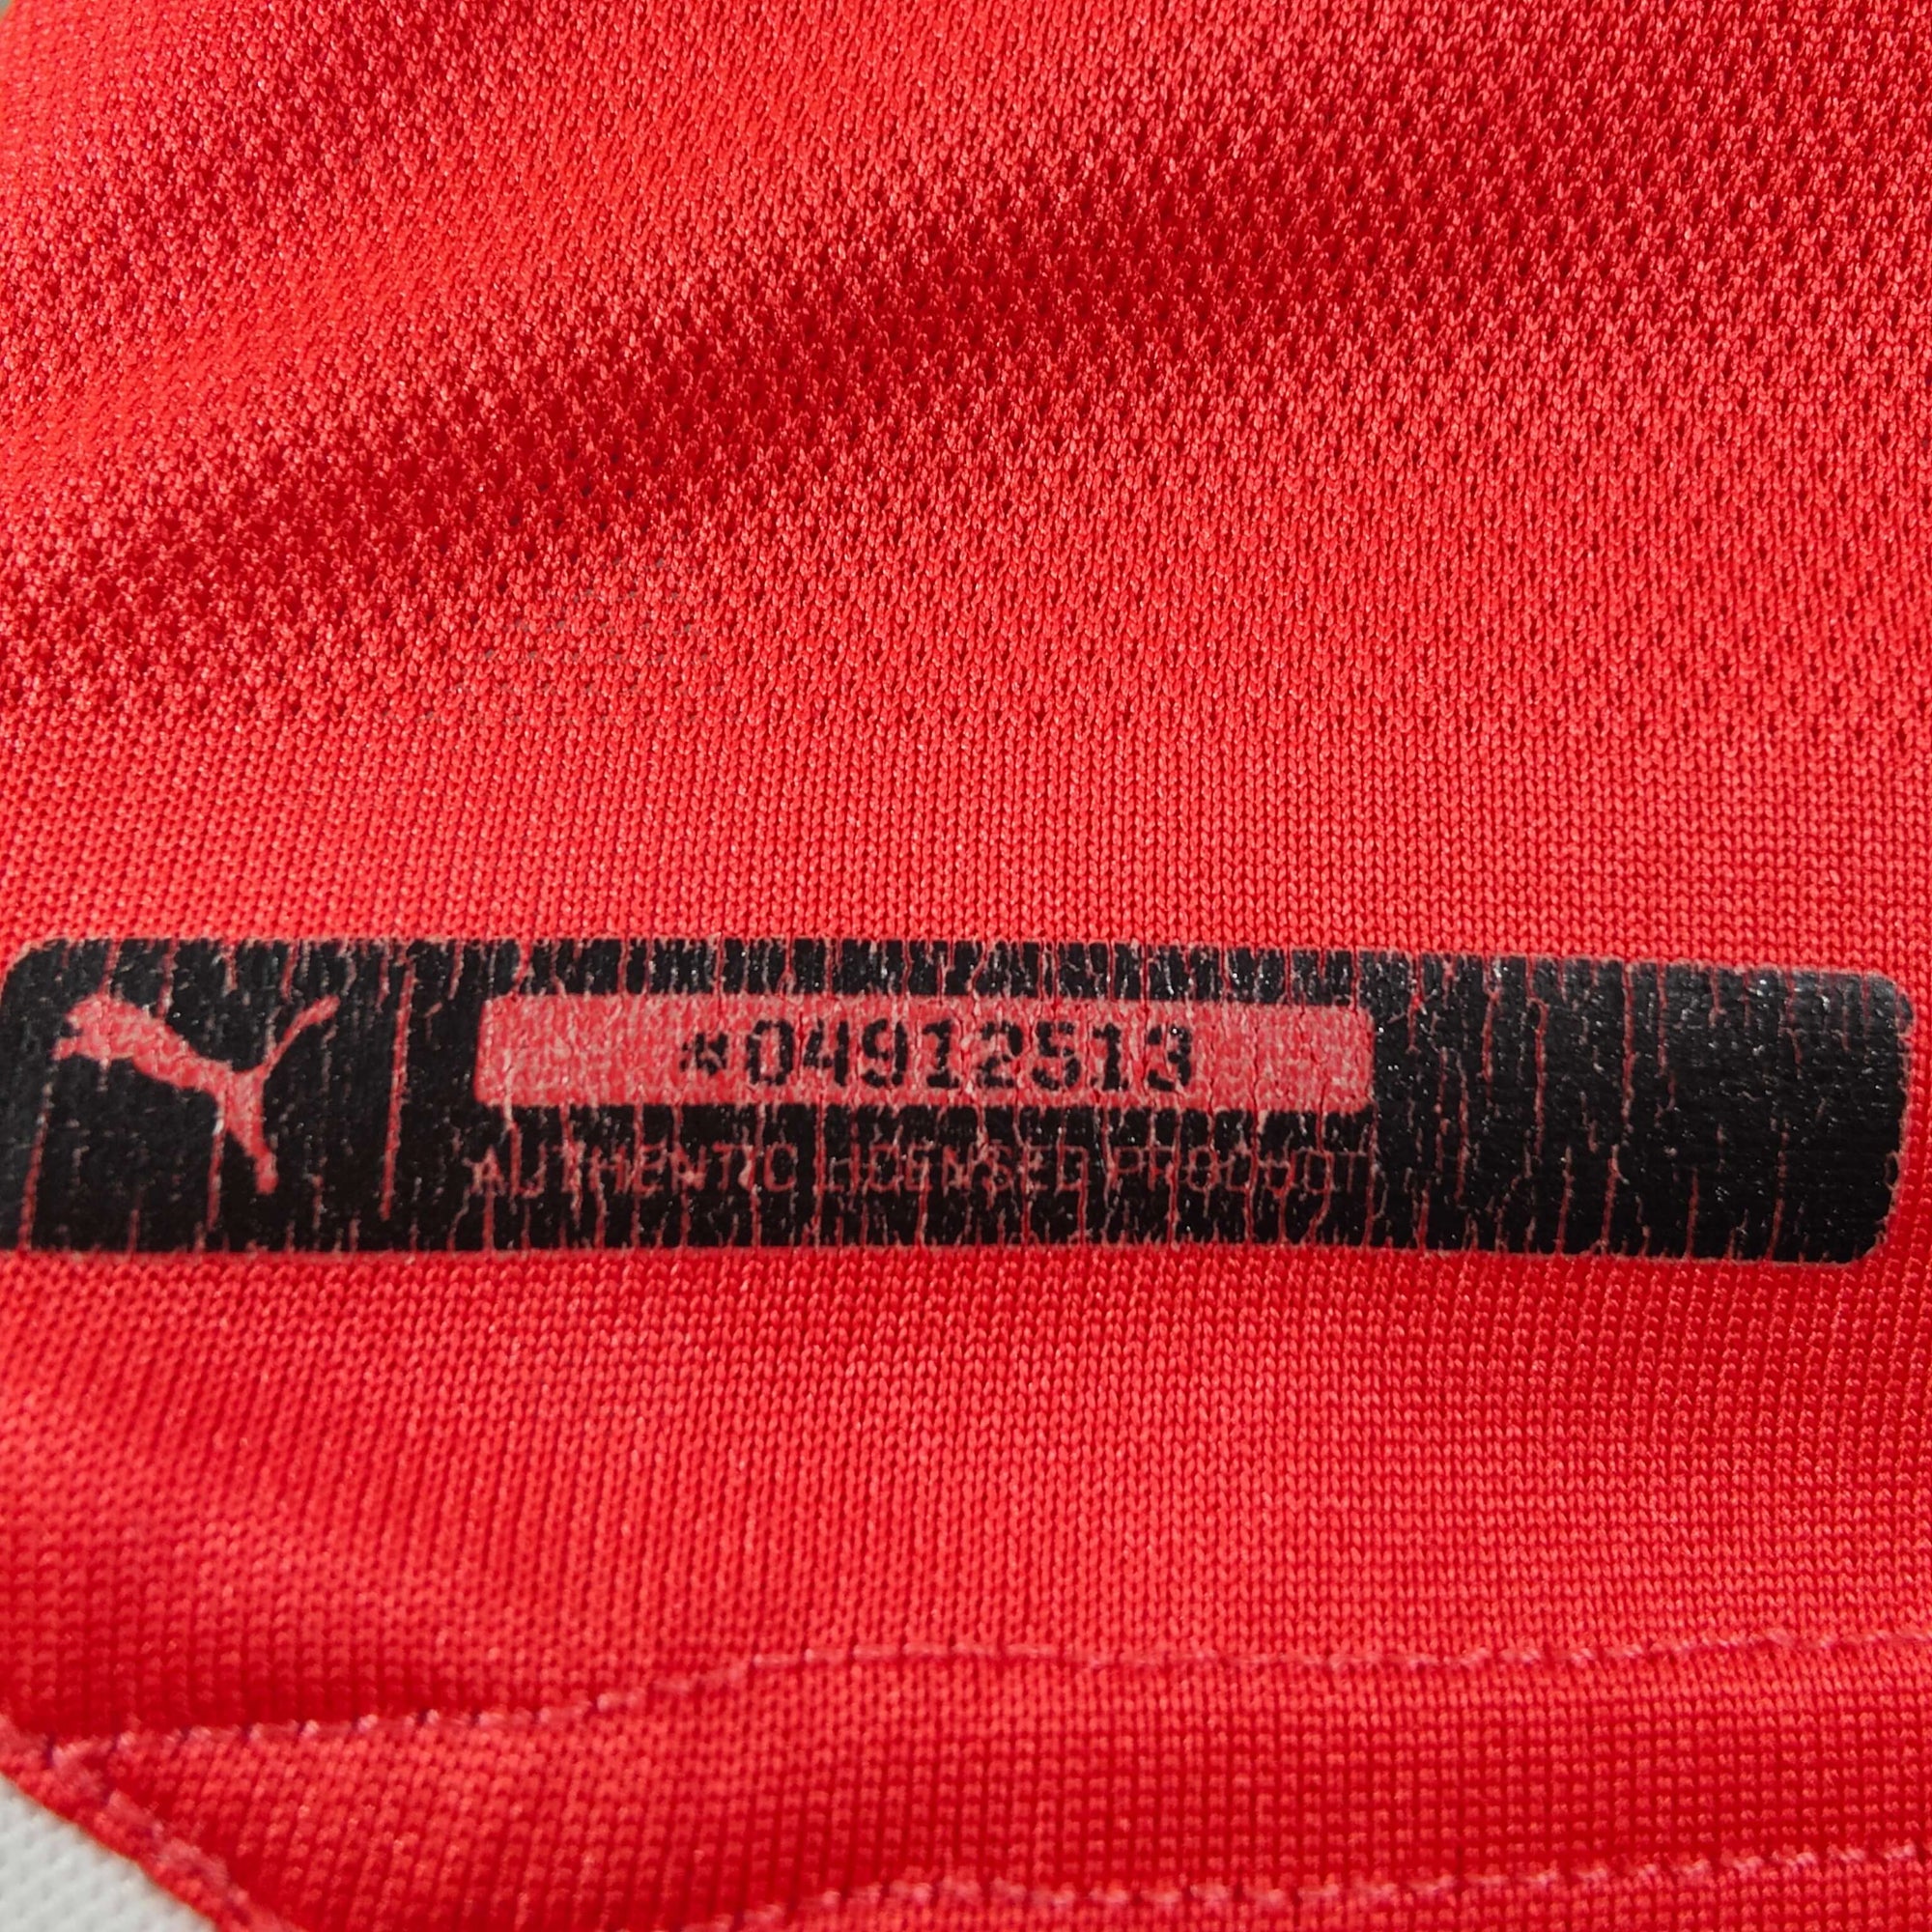 #04912513
AUTHENTIC LICENSED PRODUCT